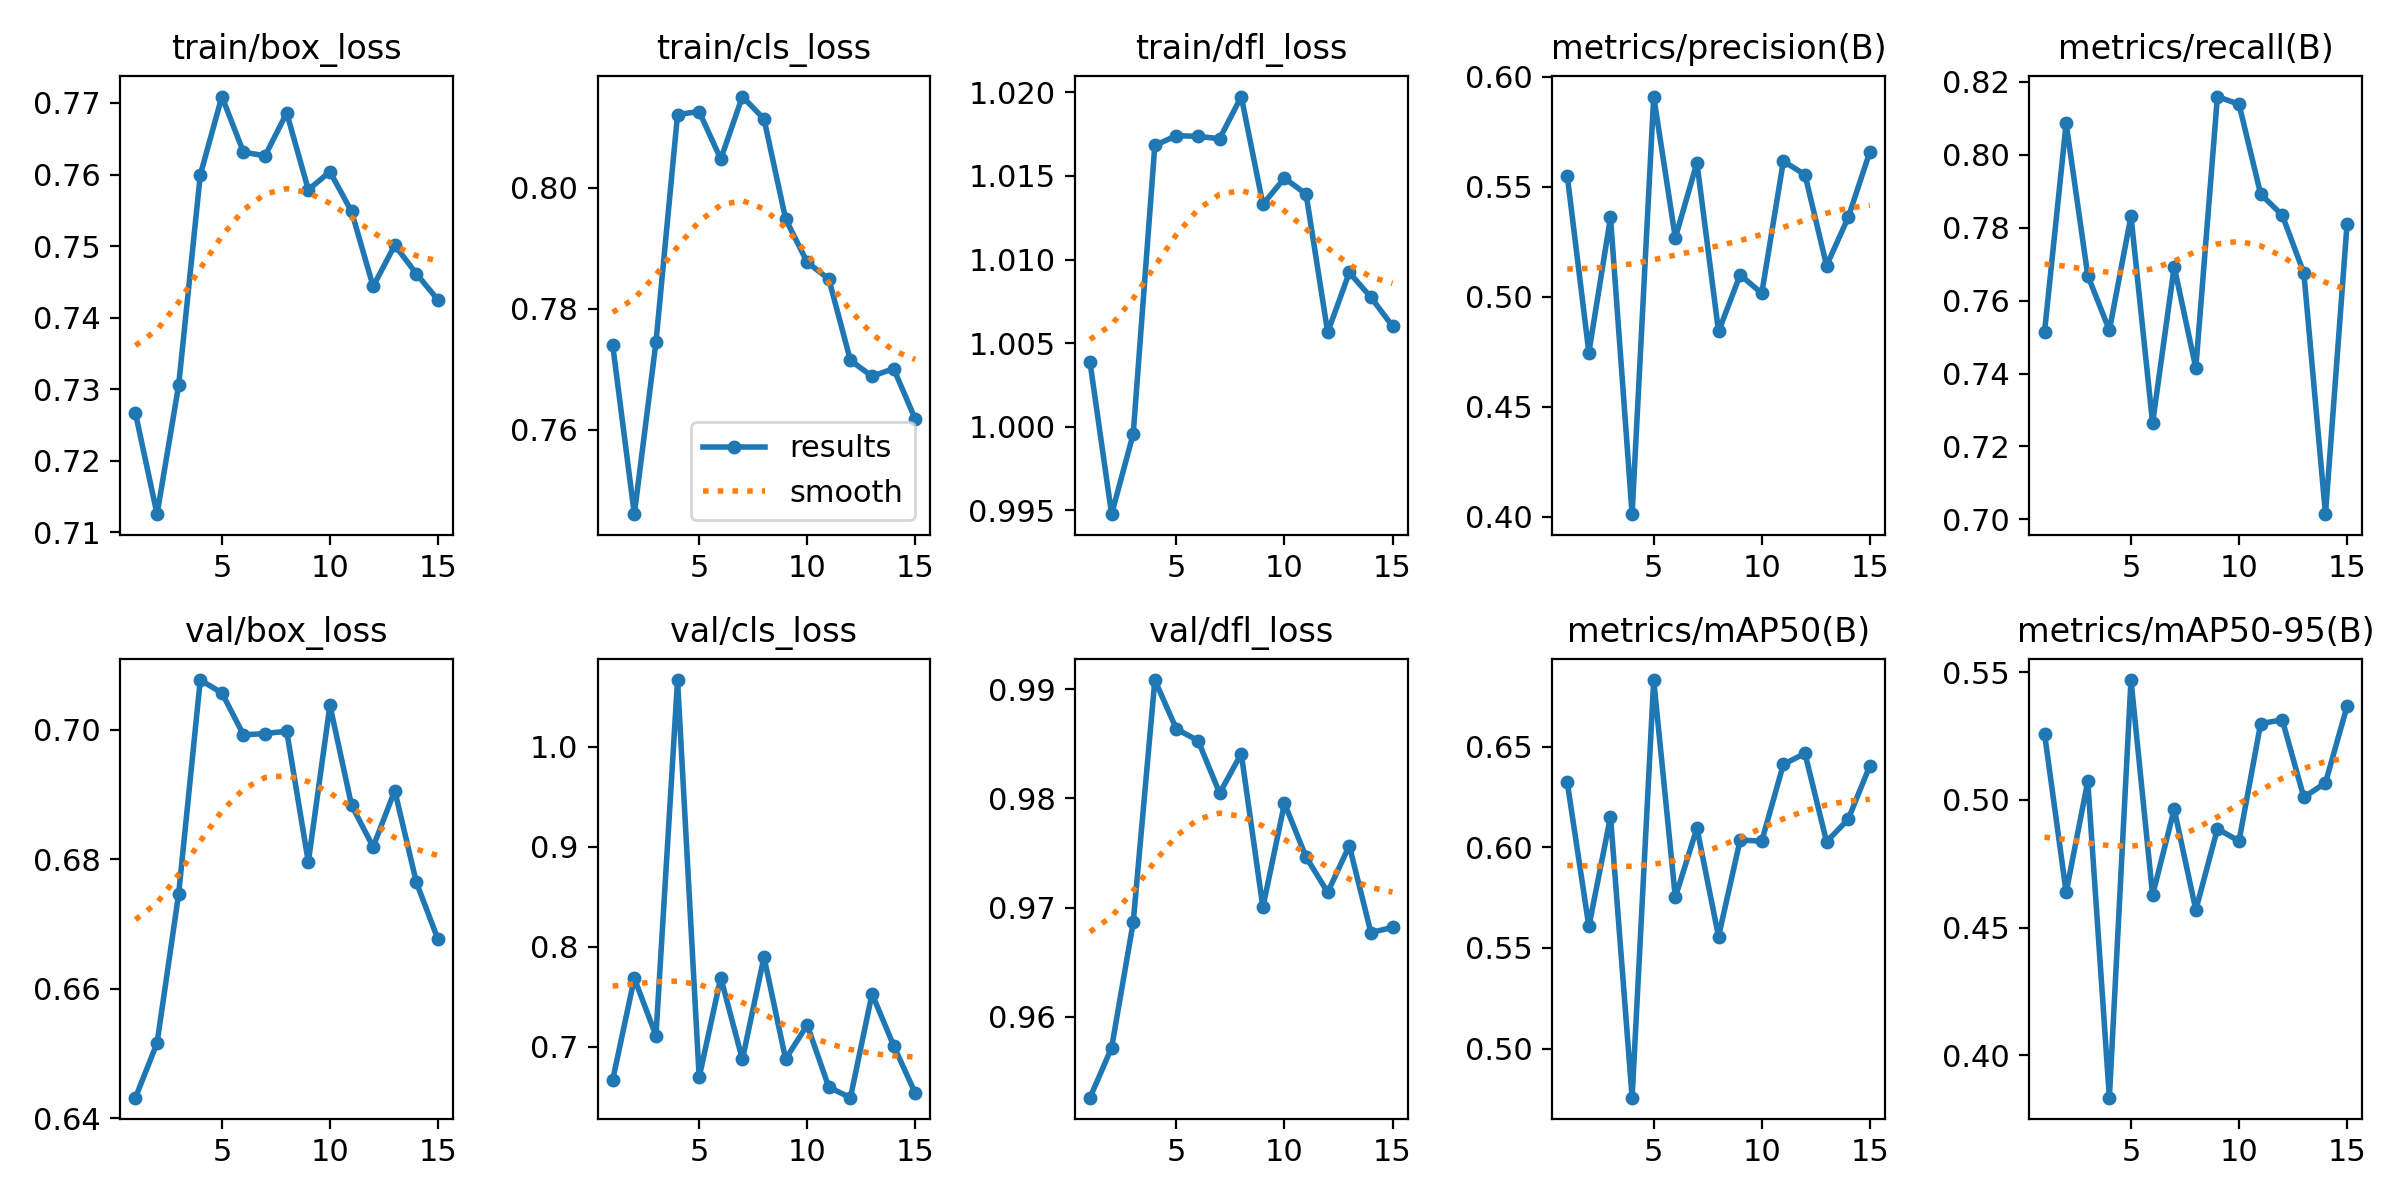 train/box_loss
0.77
0.76
0.75
0.74
0.73
0.72
0.71
5 10 15
train/cls_loss
0.80
0.78
0.76
results
smooth
5 10 15
train/dfl_loss
1.020
1.015
1.010
1.005
1.000
0.995
5 10 15
metrics/precision(B)
0.60
0.55
0.50
0.45
0.40
5 10 15
metrics/recall(B)
0.82
0.80
0.78
0.76
0.74
0.72
0.70
5 10 15
val/box_loss
0.70
0.68
0.66
0.64
5 10 15
val/cls_loss
1.0
0.9
0.8
0.7
5 10 15
val/dfl_loss
0.99
0.98
0.97
0.96
5 10 15
metrics/mAP50(B)
0.65
0.60
0.55
0.50
5 10 15
metrics/mAP50-95(B)
0.55
0.50
0.45
0.40
5 10 15